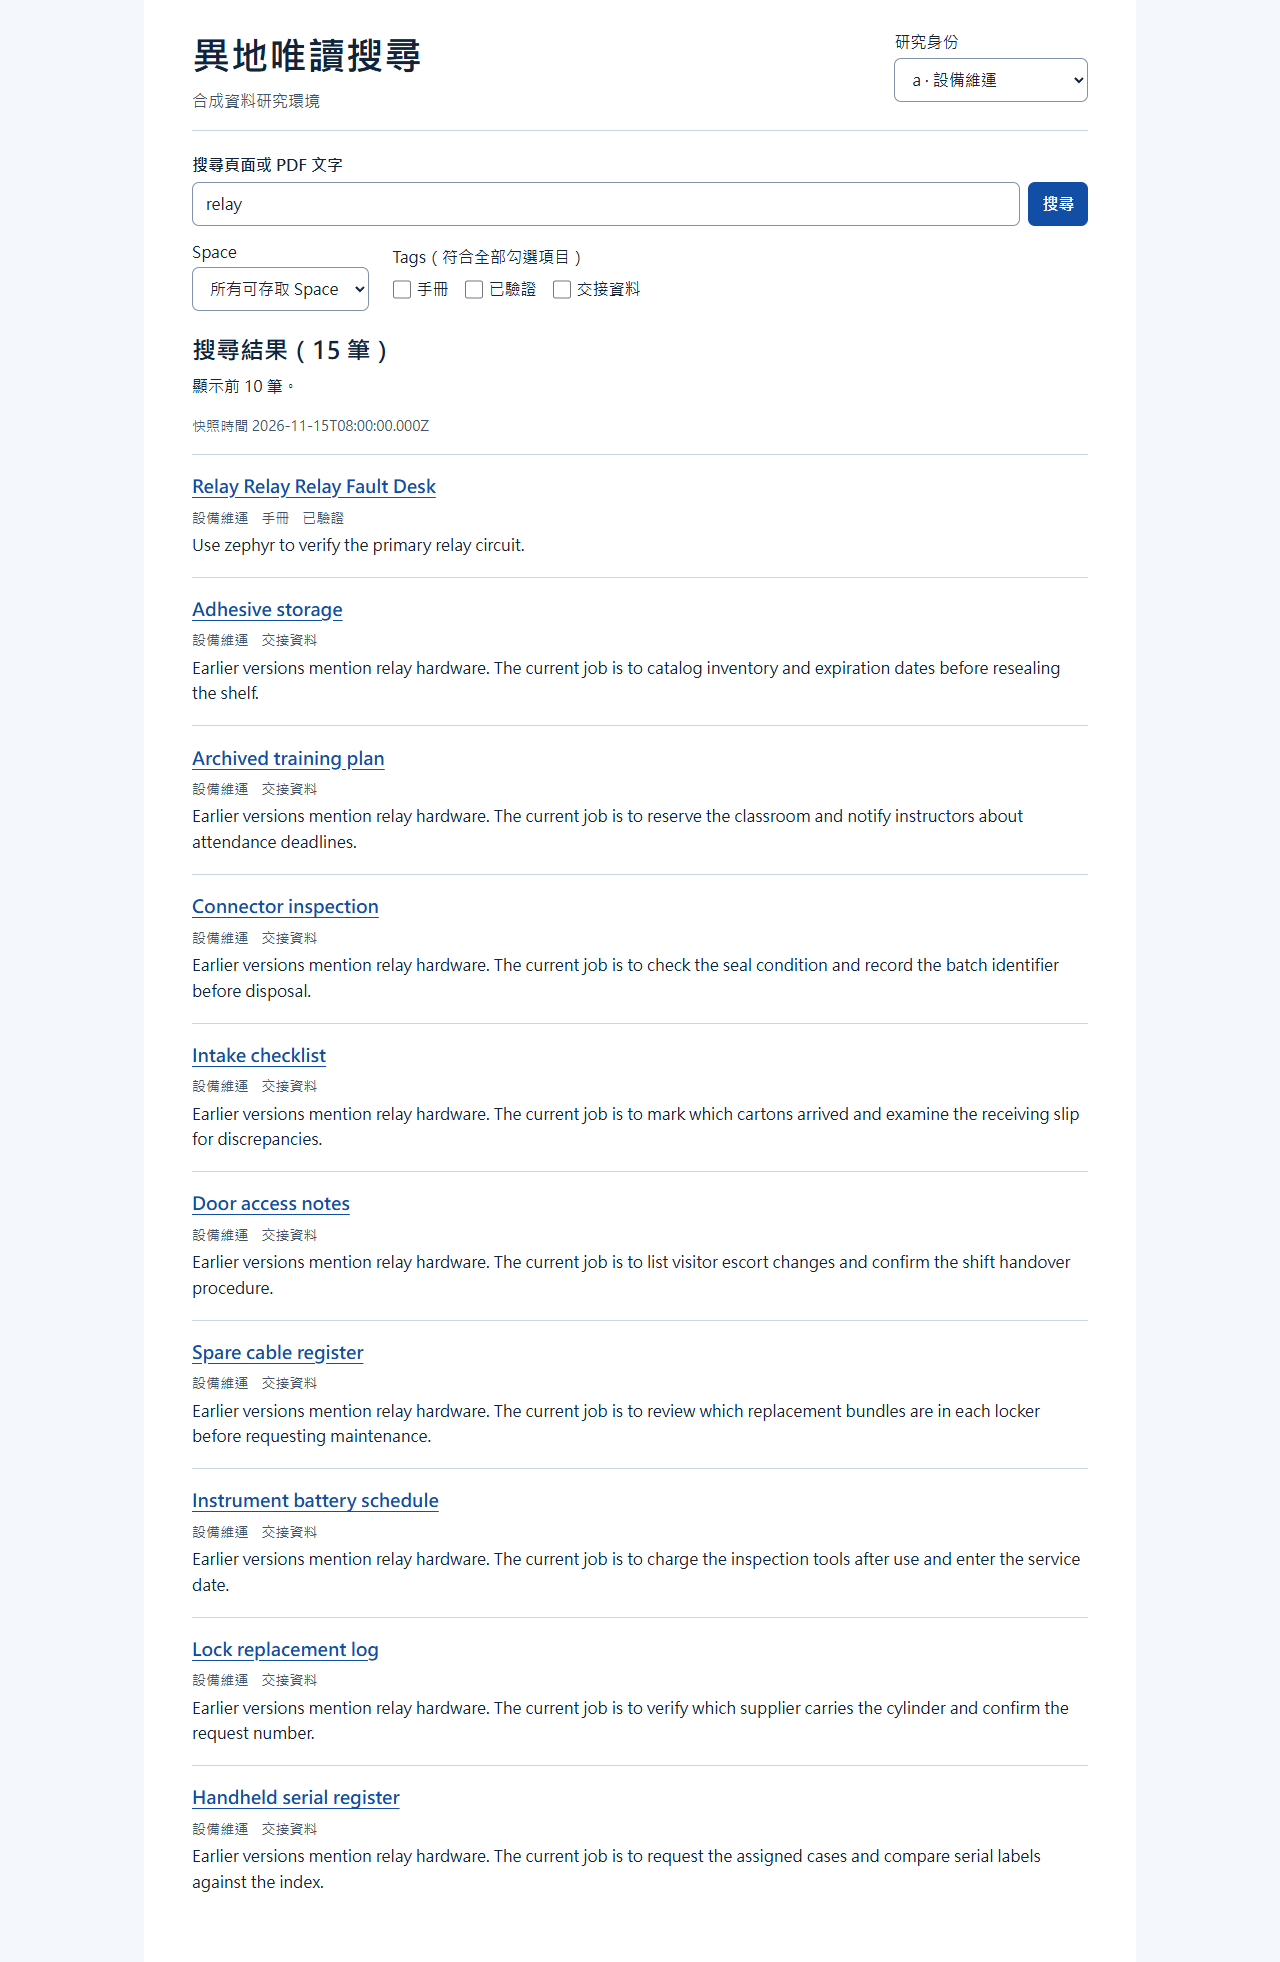 異地唯讀搜尋
合成資料研究環境
研究身份
a · 設備維運
搜尋頁面或 PDF 文字
relay
搜尋
Space
所有可存取 Space
Tags（符合全部勾選項目）
手冊 已驗證 交接資料
搜尋結果（15 筆）
顯示前 10 筆。
快照時間 2026-11-15T08:00:00.000Z
Relay Relay Relay Fault Desk
設備維運 手冊 已驗證
Use zephyr to verify the primary relay circuit.
Adhesive storage
設備維運 交接資料
Earlier versions mention relay hardware. The current job is to catalog inventory and expiration dates before resealing
the shelf.
Archived training plan
設備維運 交接資料
Earlier versions mention relay hardware. The current job is to reserve the classroom and notify instructors about
attendance deadlines.
Connector inspection
設備維運 交接資料
Earlier versions mention relay hardware. The current job is to check the seal condition and record the batch identifier
before disposal.
Intake checklist
設備維運 交接資料
Earlier versions mention relay hardware. The current job is to mark which cartons arrived and examine the receiving slip
for discrepancies.
Door access notes
設備維運 交接資料
Earlier versions mention relay hardware. The current job is to list visitor escort changes and confirm the shift handover
procedure.
Spare cable register
設備維運 交接資料
Earlier versions mention relay hardware. The current job is to review which replacement bundles are in each locker
before requesting maintenance.
Instrument battery schedule
設備維運 交接資料
Earlier versions mention relay hardware. The current job is to charge the inspection tools after use and enter the service
date.
Lock replacement log
設備維運 交接資料
Earlier versions mention relay hardware. The current job is to verify which supplier carries the cylinder and confirm the
request number.
Handheld serial register
設備維運 交接資料
Earlier versions mention relay hardware. The current job is to request the assigned cases and compare serial labels
against the index.